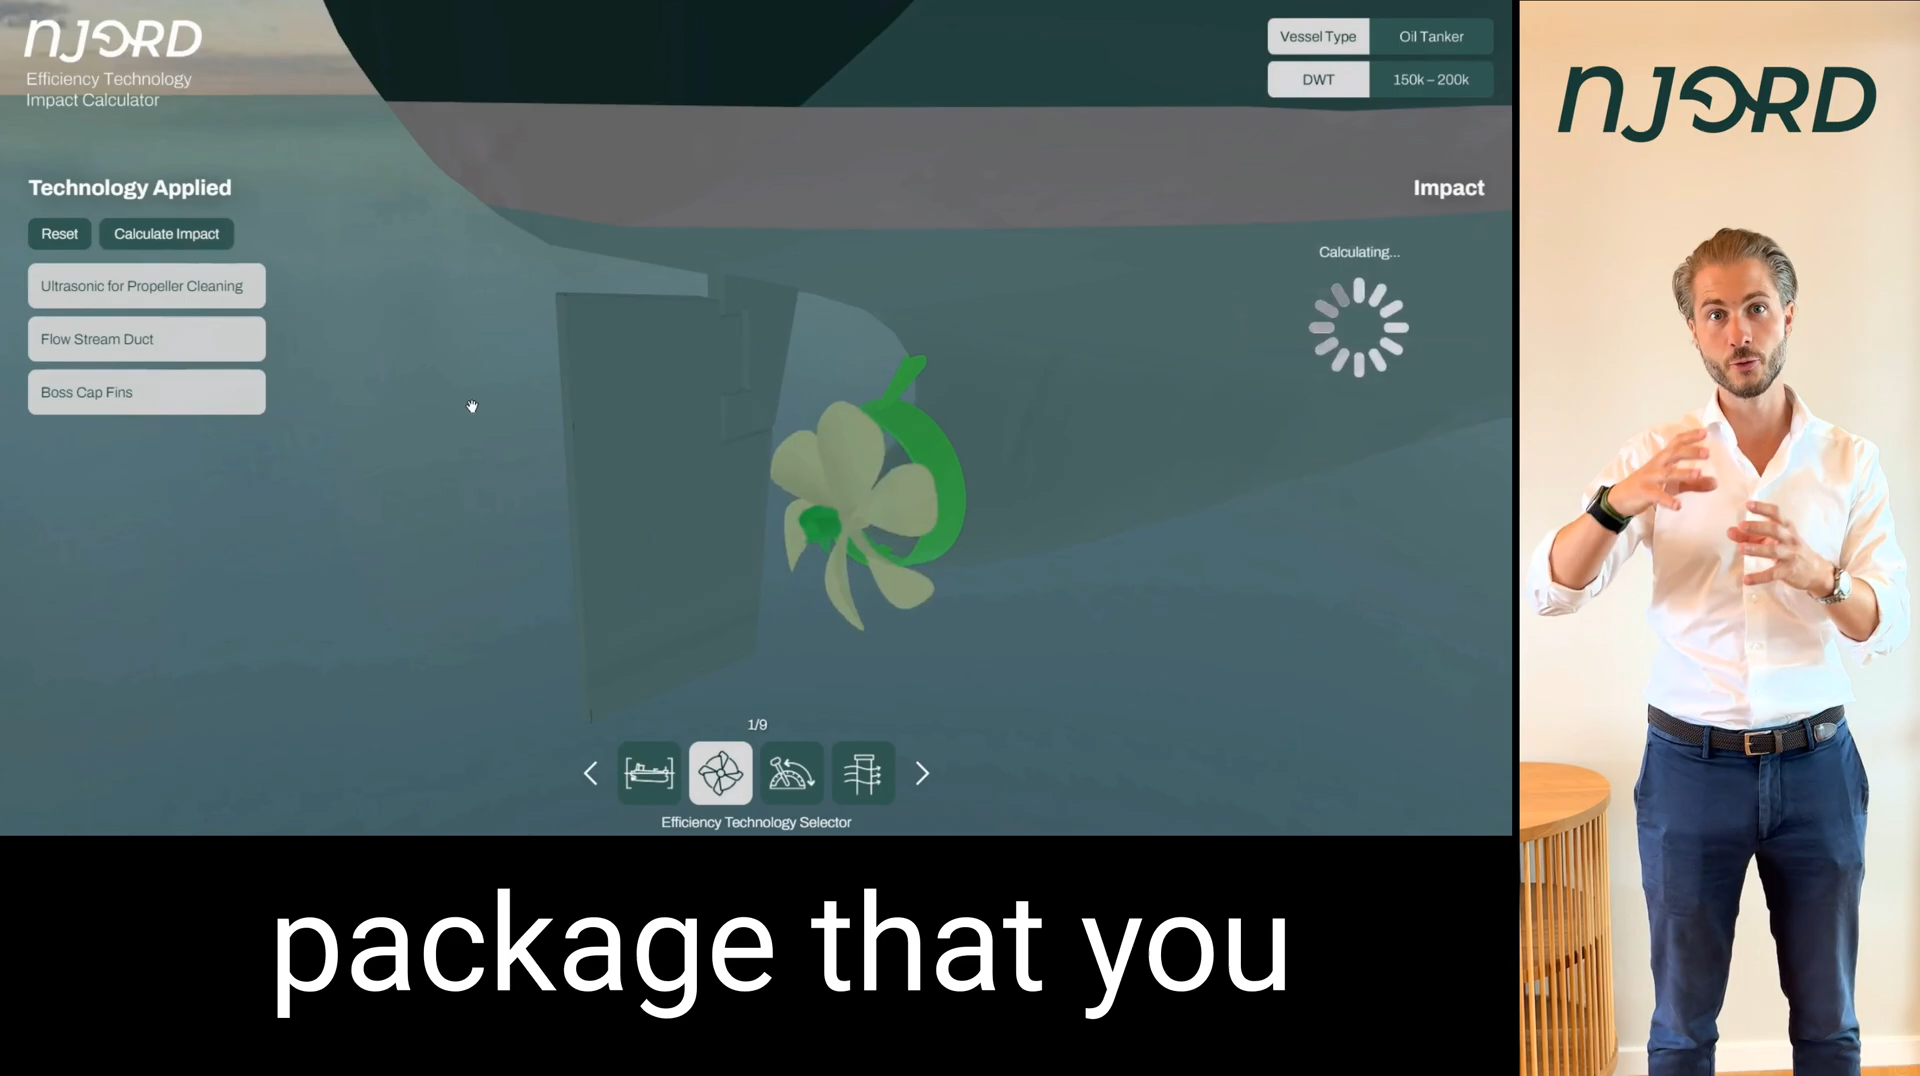 NJORD
Efficiency Technology
Impact Calculator
Vessel Type
Oil Tanker
DWT
150k – 200k
Technology Applied
Impact
Reset
Calculate Impact
Calculating...
Ultrasonic for Propeller Cleaning
Flow Stream Duct
Boss Cap Fins
1/9
Efficiency Technology Selector
package that you
NJORD